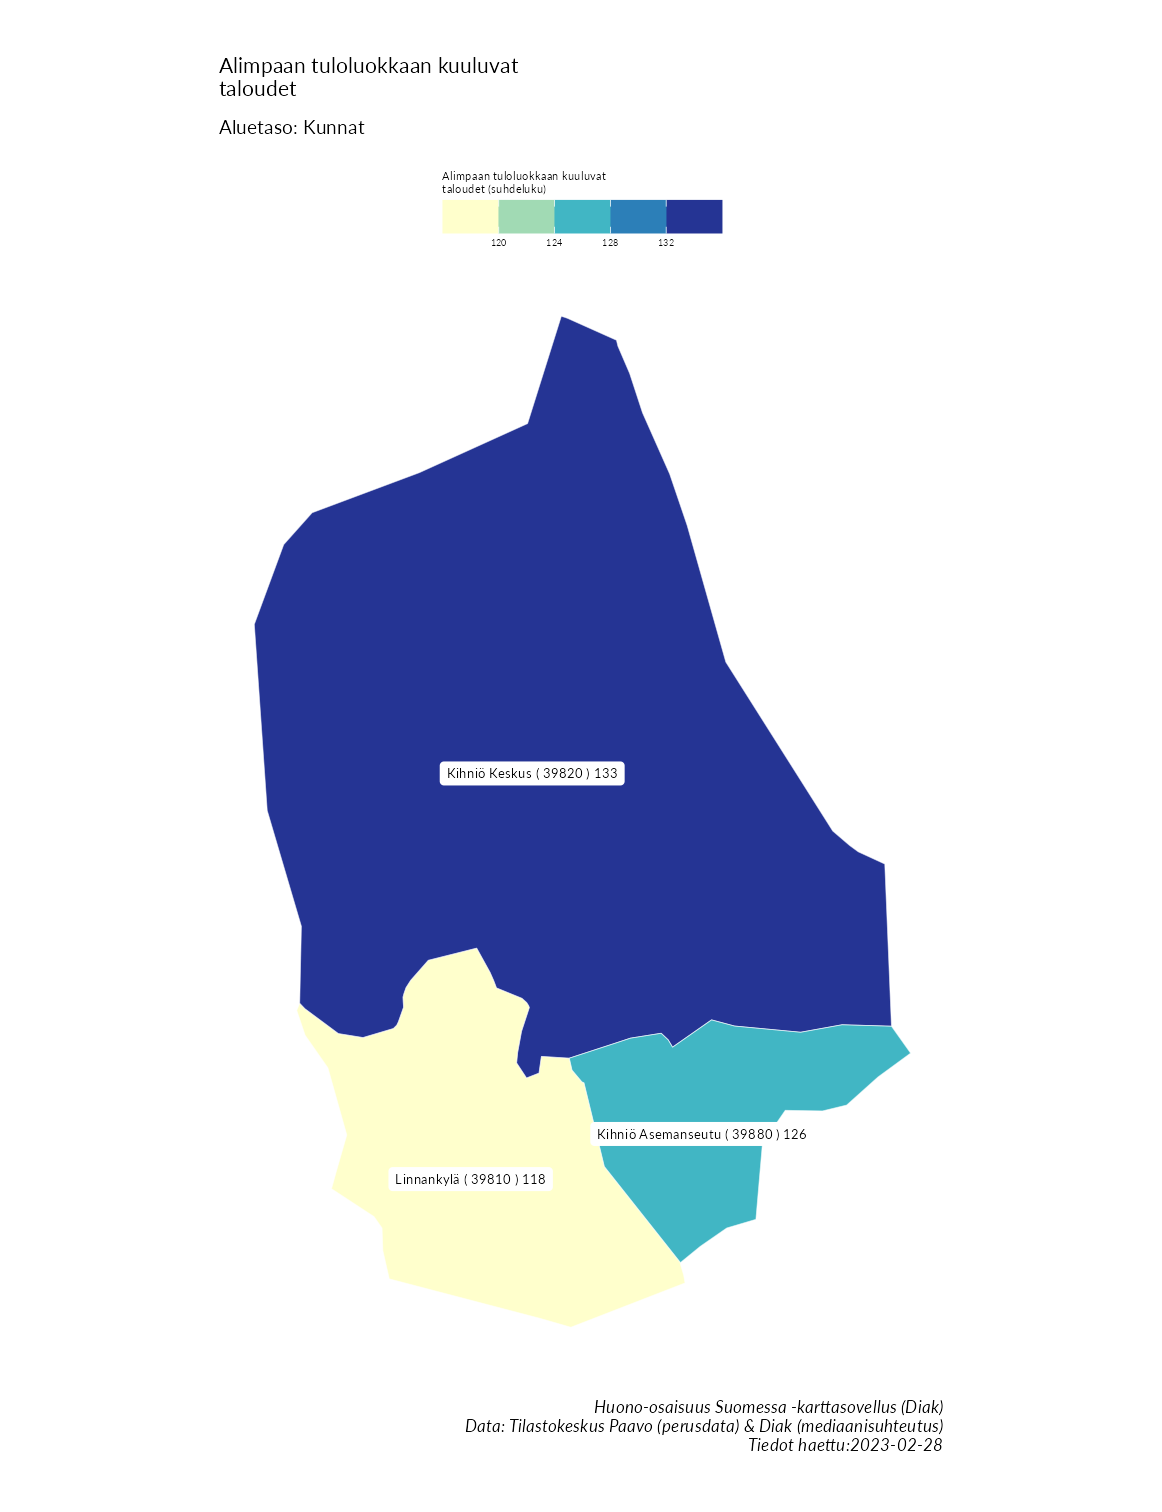 Alimpaan tuloluokkaan kuuluvat
taloudet
Aluetaso: Kunnat
Alimpaan tuloluokkaan kuuluvat
taloudet (suhdeluku)
120 124 128 132
Kihniö Keskus ( 39820 ) 133
Kihniö Asemanseutu ( 39880 ) 126
Linnankylä ( 39810 ) 118
Huono-osaisuus Suomessa -karttasovellus (Diak)
Data: Tilastokeskus Paavo (perusdata) & Diak (mediaanisuhteutus)
Tiedot haettu:2023-02-28